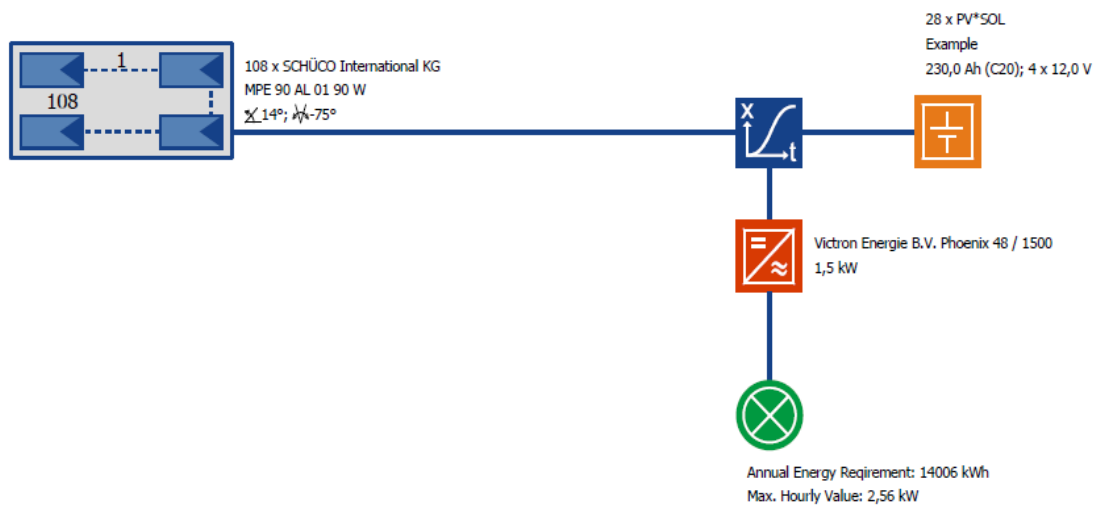 1
108
108 x SCHÜCO International KG
MPE 90 AL 01 90 W
14°; -75°
X
t
28 x PV*SOL
Example
230,0 Ah (C20); 4 x 12,0 V
Victron Energie B.V. Phoenix 48 / 1500
1,5 kW
Annual Energy Reqirement: 14006 kWh
Max. Hourly Value: 2,56 kW